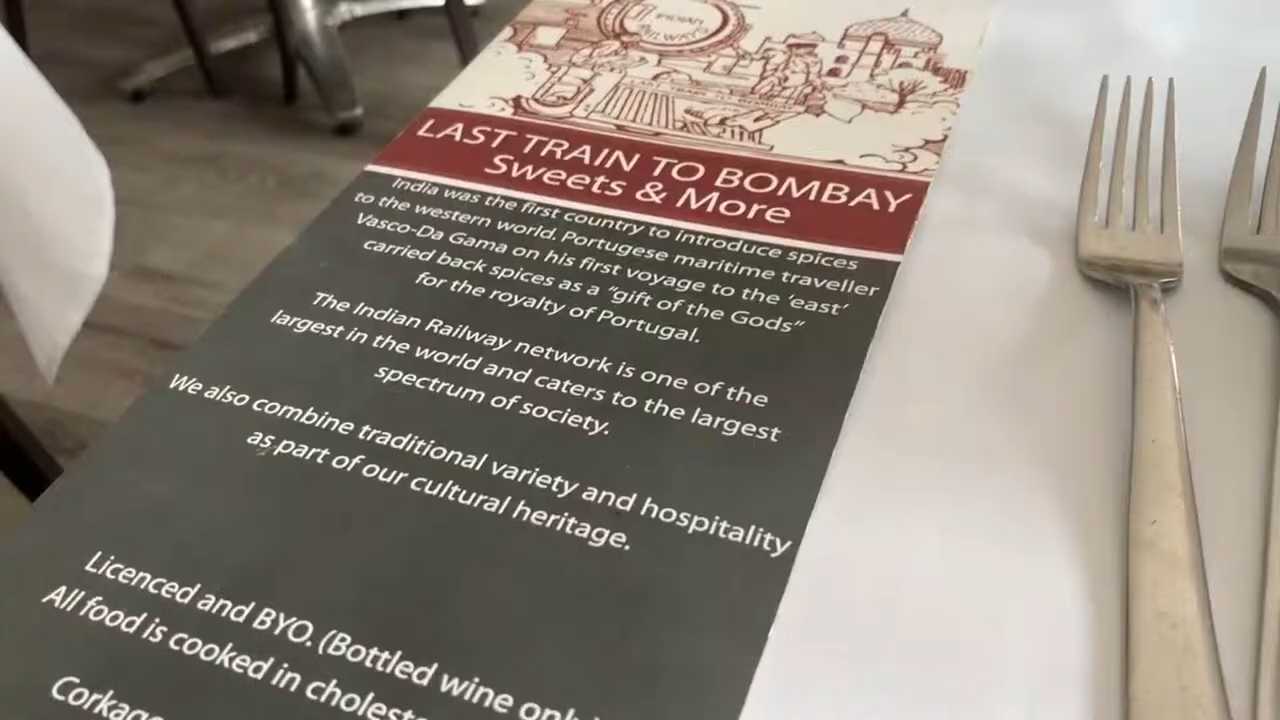 INDIAN
RAILWAYS
LAST TRAIN TO BOMBAY
Sweets & More
India was the first country to introduce spices
to the western world. Portugese maritime traveller
Vasco-Da Gama on his first voyage to the 'east'
carried back spices as a "gift of the Gods"
for the royalty of Portugal.
The Indian Railway network is one of the
largest in the world and caters to the largest
spectrum of society.
We also combine traditional variety and hospitality
as part of our cultural heritage.
Licenced and BYO. (Bottled wine only)
All food is cooked in